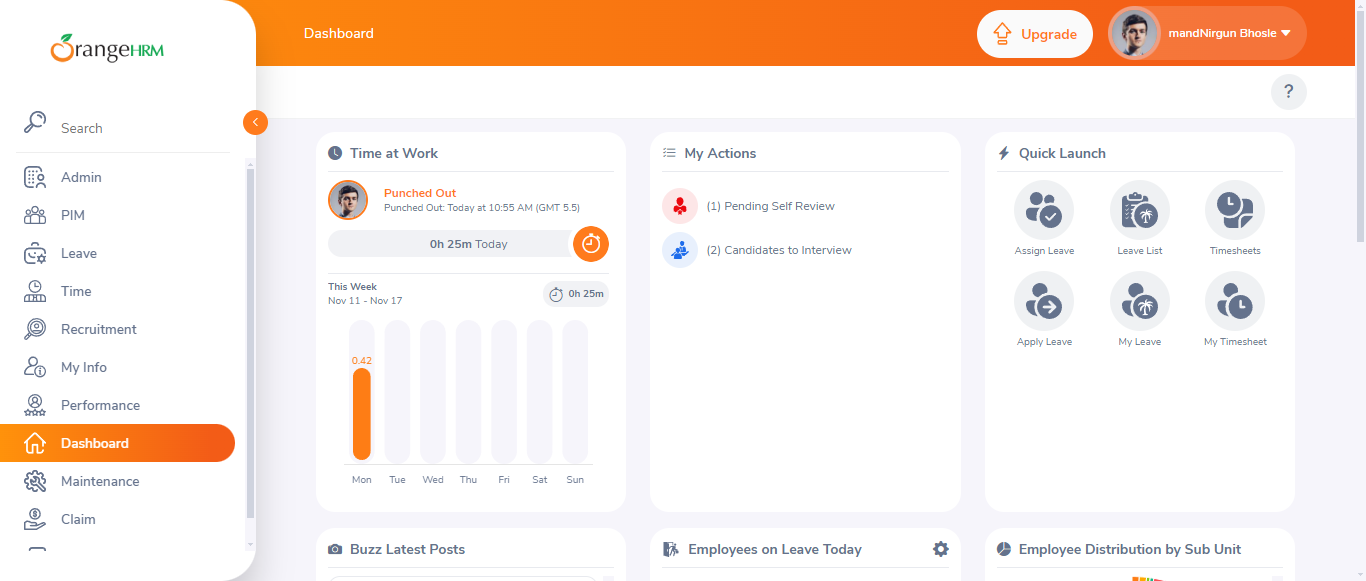 OrangeHRM
Dashboard
Upgrade
mandNirgun Bhosle
?
Search
Admin
PIM
Leave
Time
Recruitment
My Info
Performance
Dashboard
Maintenance
Claim
Time at Work
Punched Out
Punched Out: Today at 10:55 AM (GMT 5.5)
0h 25m Today
This Week
Nov 11 - Nov 17
0h 25m
0.42
Mon Tue Wed Thu Fri Sat Sun
My Actions
(1) Pending Self Review
(2) Candidates to Interview
Quick Launch
Assign Leave Leave List Timesheets
Apply Leave My Leave My Timesheet
Buzz Latest Posts
Employees on Leave Today
Employee Distribution by Sub Unit